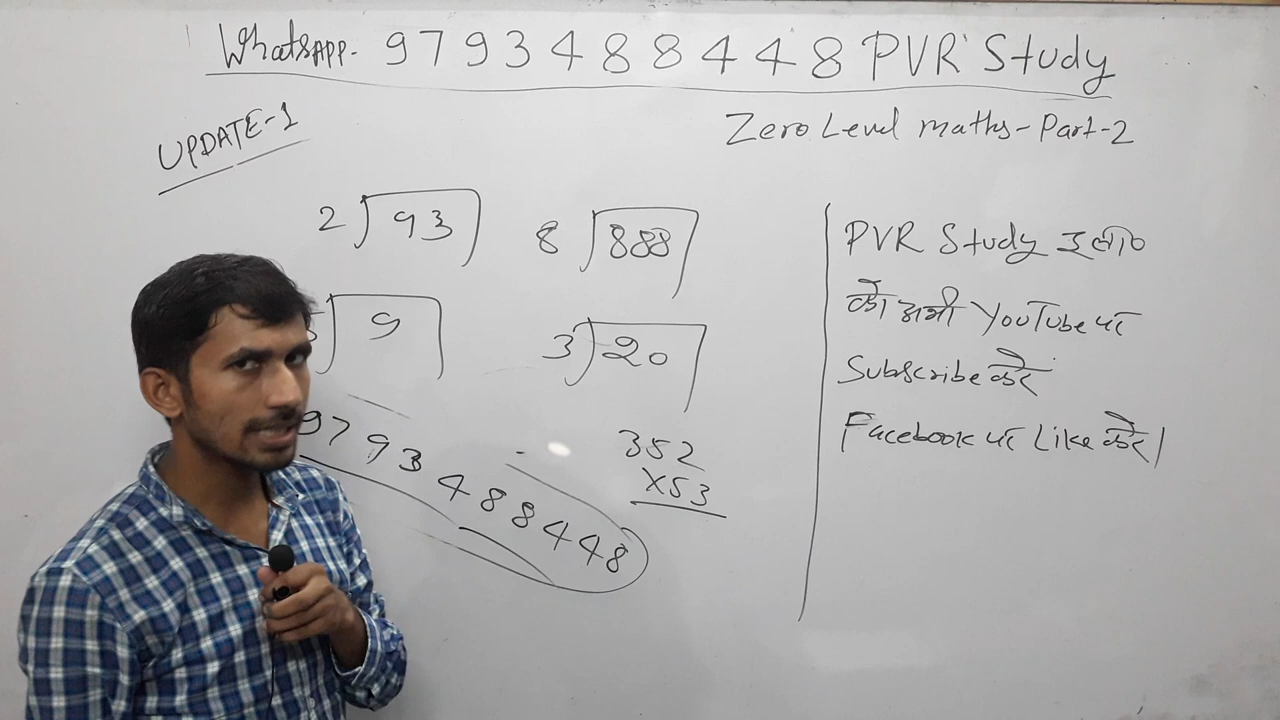 WhatsAPP- 9793488448 PVR Study
UPDATE-1
Zero Level maths-Part-2
2 93
8 888
9
3 20
9793488448
352
X53
PVR Study
को अभी YouTube पर
Subscribe करें
Facebook पर Like करें।